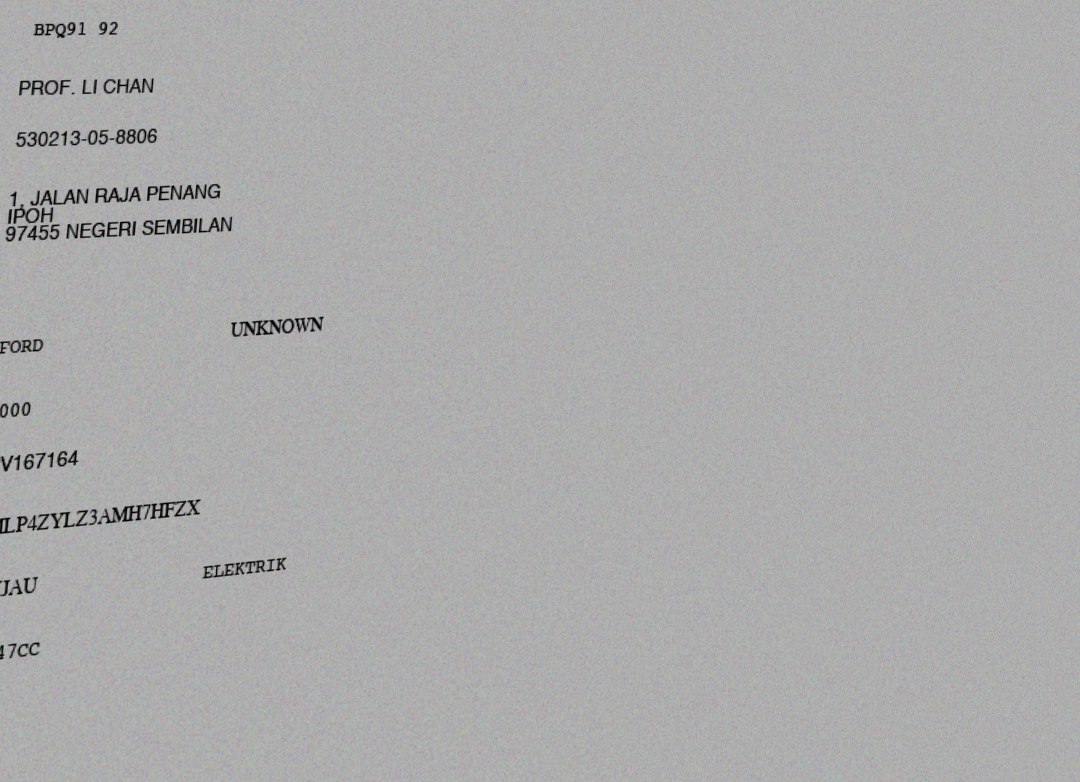 BPQ91 92
PROF. LI CHAN
530213-05-8806
1, JALAN RAJA PENANG
IPOH
97455 NEGERI SEMBILAN
FORD UNKNOWN
000
V167164
LP4ZYLZ3AMH7HFZX
JAU ELEKTRIK
47CC